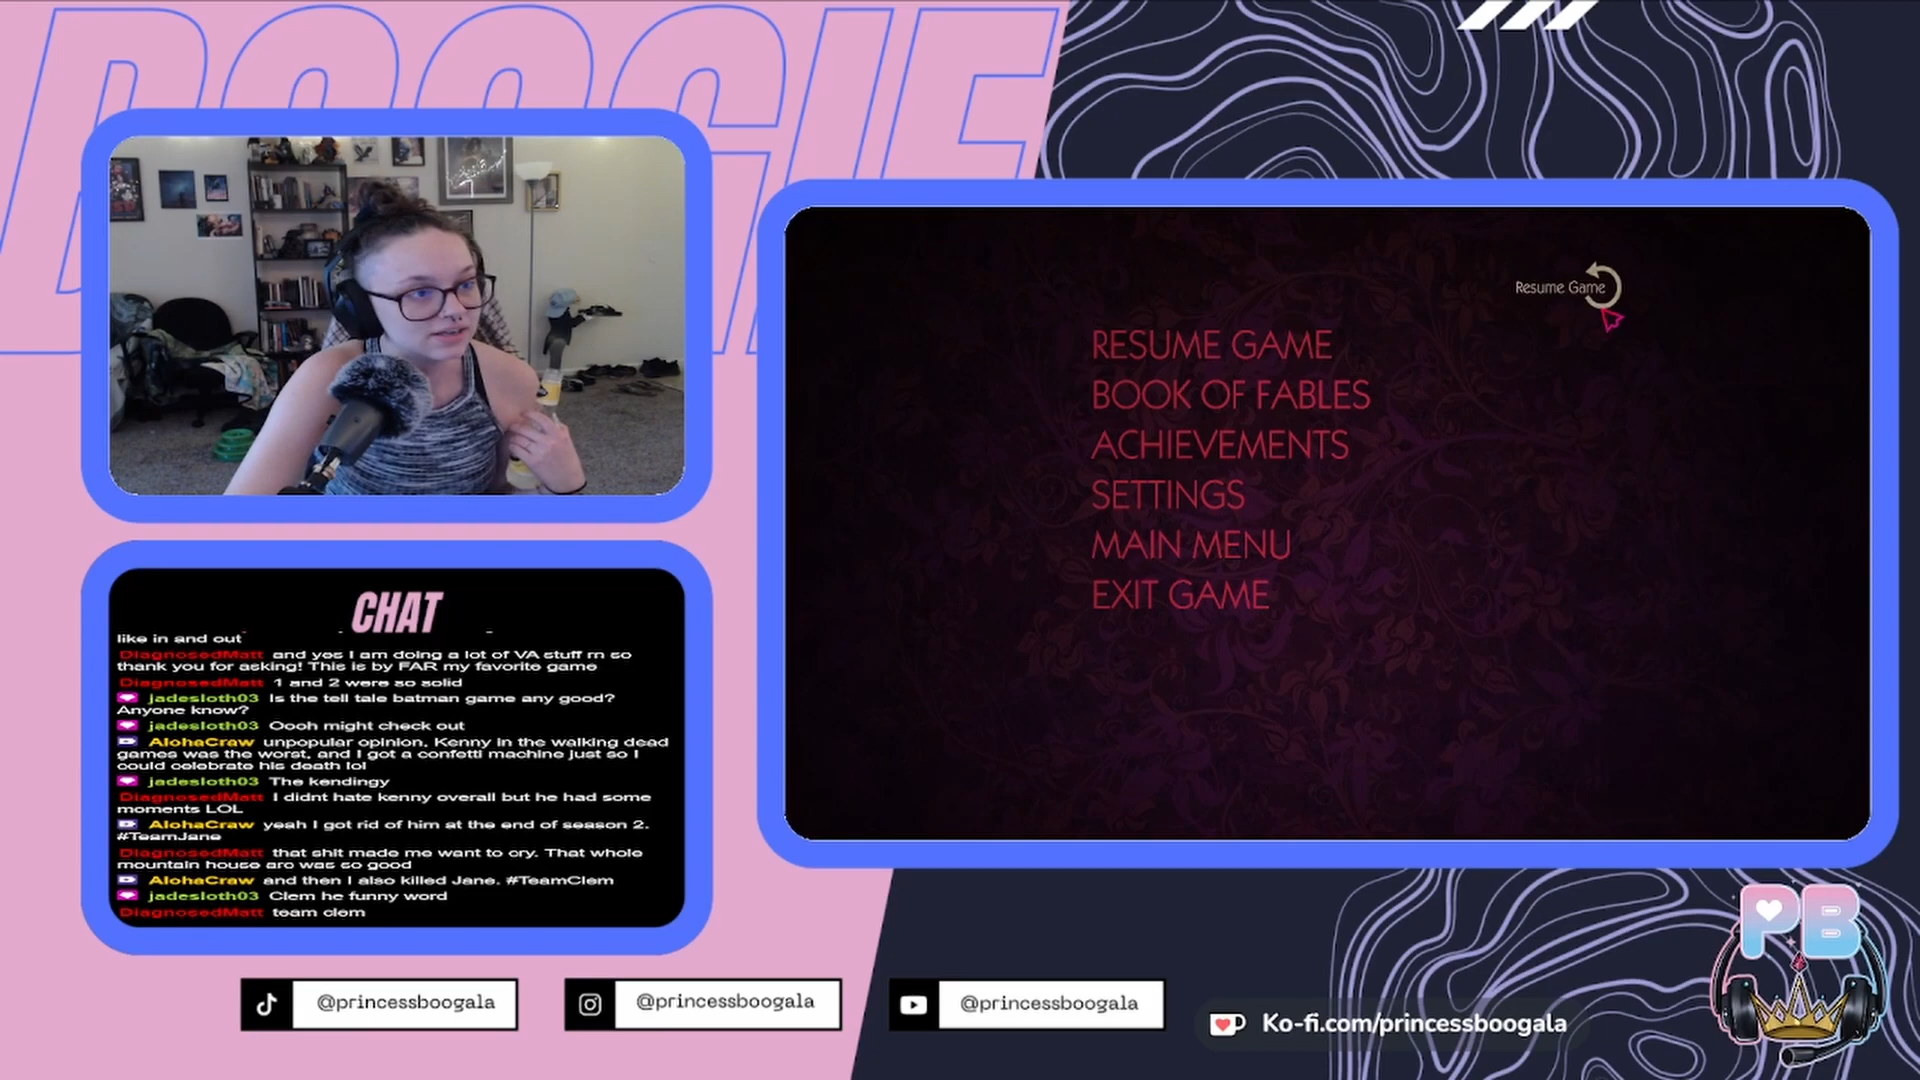 BOOGIE
Resume Game
RESUME GAME
BOOK OF FABLES
ACHIEVEMENTS
SETTINGS
MAIN MENU
EXIT GAME
CHAT
like in and out
DiagnosedMatt and yes I am doing a lot of VA stuff rn so
thank you for asking! This is by FAR my favorite game
DiagnosedMatt 1 and 2 were so solid
jadesloth03 Is the tell tale batman game any good?
Anyone know?
jadesloth03 Oooh might check out
AlohaCraw unpopular opinion, Kenny in the walking dead
games was the worst, and I got a confetti machine just so I
could celebrate his death lol
jadesloth03 The kendingy
DiagnosedMatt I didnt hate kenny overall but he had some
moments LOL
AlohaCraw yeah I got rid of him at the end of season 2.
#TeamJane
DiagnosedMatt that shit made me want to cry. That whole
mountain house arc was so good
AlohaCraw and then I also killed Jane. #TeamClem
jadesloth03 Clem he funny word
DiagnosedMatt team clem
PB
@princessboogala
@princessboogala
@princessboogala
Ko-fi.com/princessboogala